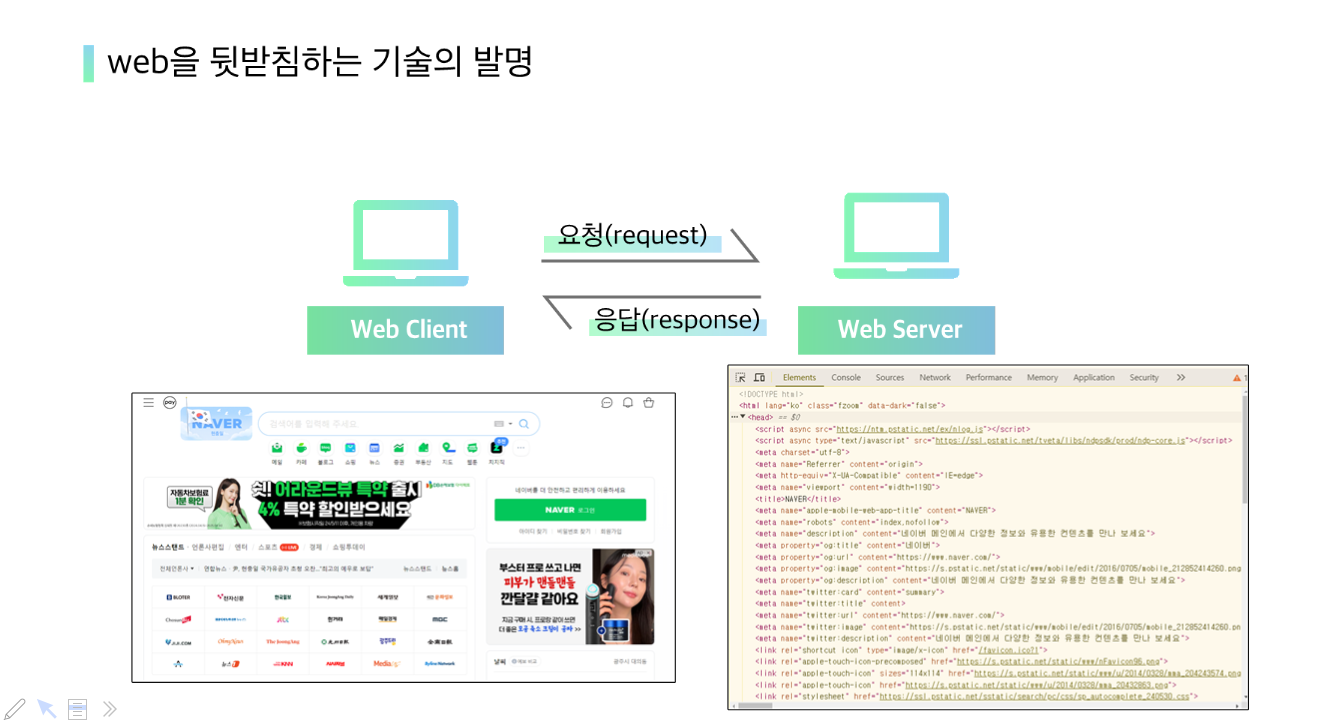 web을 뒷받침하는 기술의 발명
요청(request)
응답(response)
Web Client
Web Server
pay
NAVER
검색어를 입력해 주세요.
메일 카페 블로그 쇼핑 뉴스 증권 부동산 지도 웹툰 치지직
자동차보험료
1분 확인
쉿! 어라운드뷰 특약 출시
4% 특약 할인받으세요
네이버를 더 안전하고 편리하게 이용하세요
NAVER 로그인
아이디 찾기 비밀번호 찾기 회원가입
뉴스스탠드 언론사편집 엔터 스포츠 LIVE 경제 쇼핑투데이
전체언론사 연합뉴스 뉴스스탠드 뉴스홈
BLOTER 전자신문 한국일보 Korea JoongAng Daily 세계일보
JTBC 한겨레 매일경제 MBC
뉴스1 KNN
부스터 프로 쓰고 나면
피부가 맨들맨들
깐달걀 같아요
지금 구매 시, 프로랑 같이 쓰면
더 좋은
날씨
Elements Console Sources Network Performance Memory Application Security 1
<!DOCTYPE html>
<html lang="ko" class="fzoom" data-dark="false">
<head> == $0
<script async src="https://ntm.pstatic.net/ex/nlog.js"></script>
<script async type="text/javascript" src="https://ssl.pstatic.net/tveta/libs/ndpsdk/prod/ndp-core.js"></script>
<meta charset="utf-8">
<meta name="Referrer" content="origin">
<meta http-equiv="X-UA-Compatible" content="IE=edge">
<meta name="viewport" content="width=1190">
<title>NAVER</title>
<meta name="apple-mobile-web-app-title" content="NAVER">
<meta name="robots" content="index,nofollow">
<meta name="description" content="네이버 메인에서 다양한 정보와 유용한 컨텐츠를 만나 보세요">
<meta property="og:title" content="네이버">
<meta property="og:url" content="https://www.naver.com/">
<meta property="og:image" content="https://s.pstatic.net/static/www/mobile/edit/2016/0705/mobile_212852414260.png
<meta property="og:description" content="네이버 메인에서 다양한 정보와 유용한 컨텐츠를 만나 보세요">
<meta name="twitter:card" content="summary">
<meta name="twitter:title" content>
<meta name="twitter:url" content="https://www.naver.com/">
<meta name="twitter:image" content="https://s.pstatic.net/static/www/mobile/edit/2016/0705/mobile_212852414260.pn
<meta name="twitter:description" content="네이버 메인에서 다양한 정보와 유용한 컨텐츠를 만나 보세요">
<link rel="shortcut icon" type="image/x-icon" href="/favicon.ico?1">
<link rel="apple-touch-icon-precomposed" href="https://s.pstatic.net/static/www/nFavicon96.png">
<link rel="apple-touch-icon" sizes="114x114" href="https://s.pstatic.net/static/www/u/2014/0328/mma_204243574.png
<link rel="apple-touch-icon" href="https://s.pstatic.net/static/www/u/2014/0328/mma_20432863.png">
<link rel="stylesheet" href="https://ssl.pstatic.net/sstatic/search/pc/css/sp_autocomplete_240530.css">